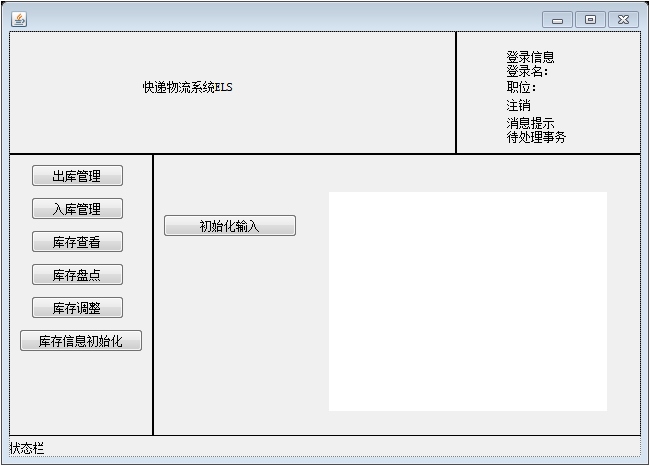 快递物流系统ELS
登录信息
登录名:
职位:
注销
消息提示
待处理事务
出库管理
入库管理
库存查看
库存盘点
库存调整
库存信息初始化
初始化输入
状态栏